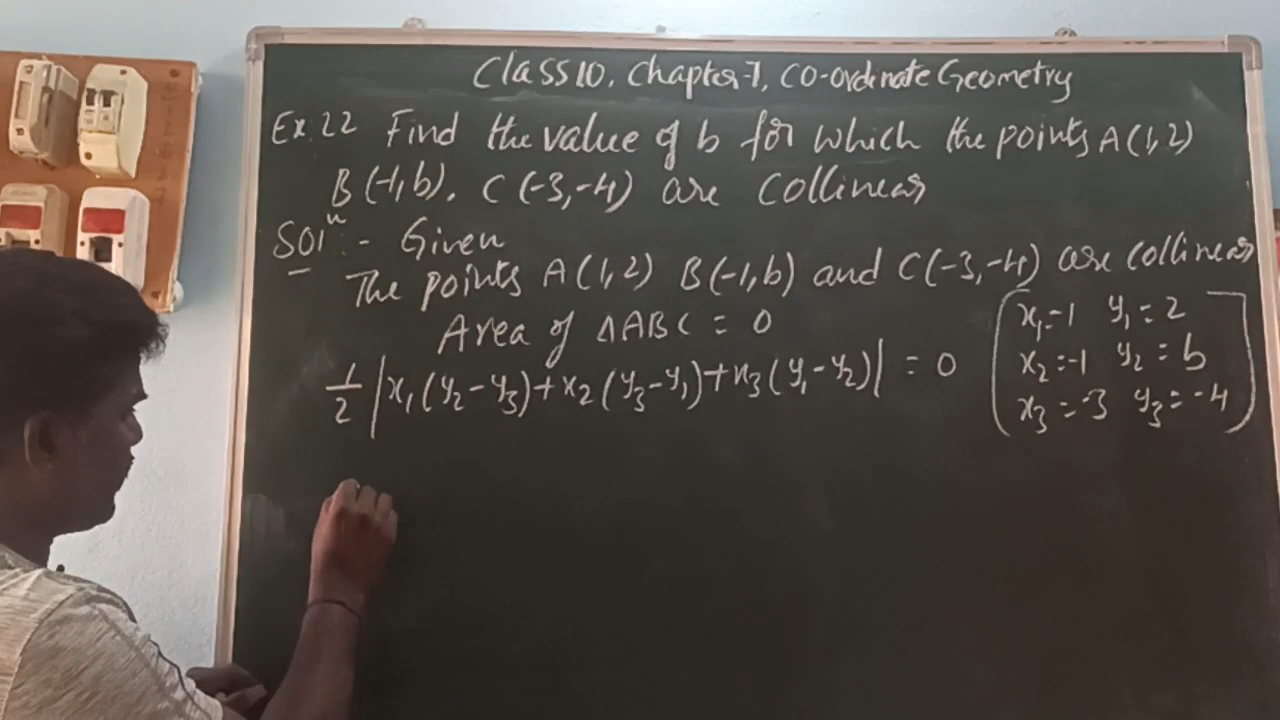 Class 10, Chapter-7, CO-ordinate Geometry
Ex.22 Find the value of b for which the points A(1,2)
B(-1,b). C(-3,-4) are Collinear
Solⁿ:- Given
The points A(1,2) B(-1,b) and C(-3,-4) are collinear
Area of △ABC = 0
1/2 |x₁(y₂-y₃)+x₂(y₃-y₁)+x₃(y₁-y₂)| = 0
x₁=1 y₁=2
x₂=-1 y₂=b
x₃=-3 y₃=-4